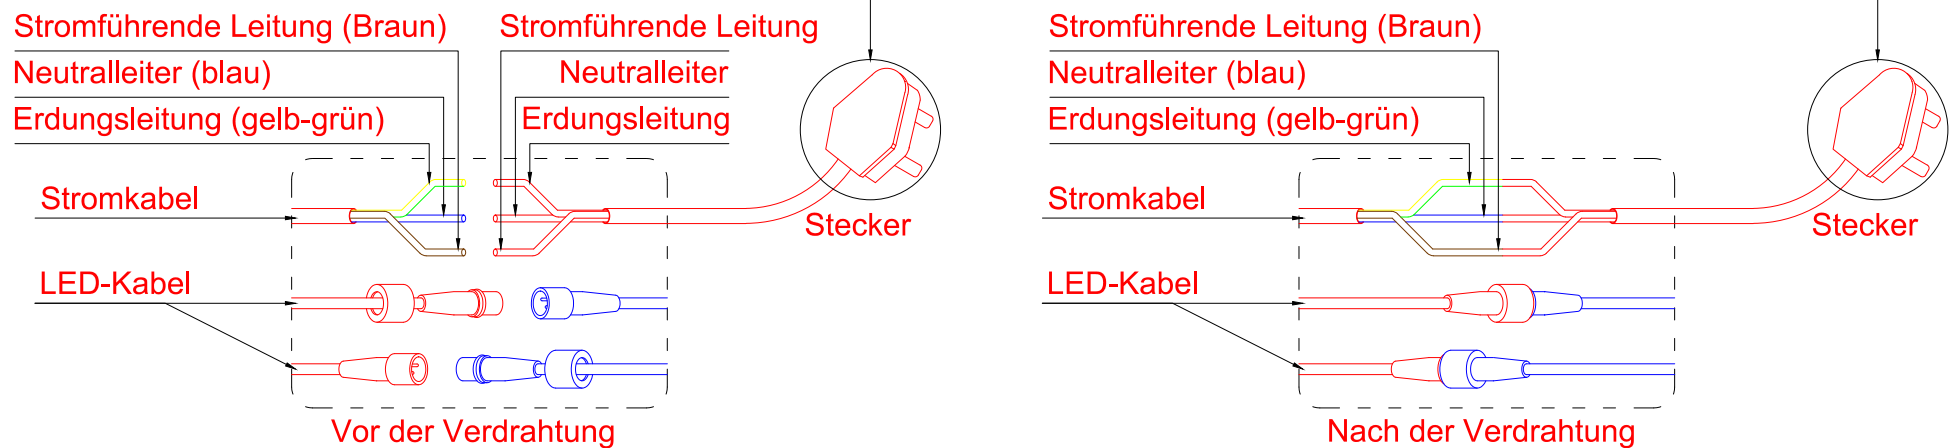 Stromführende Leitung (Braun)
Neutralleiter (blau)
Erdungsleitung (gelb-grün)
Stromkabel
LED-Kabel
Stromführende Leitung
Neutralleiter
Erdungsleitung
Stecker
Vor der Verdrahtung
Stromführende Leitung (Braun)
Neutralleiter (blau)
Erdungsleitung (gelb-grün)
Stromkabel
LED-Kabel
Stecker
Nach der Verdrahtung